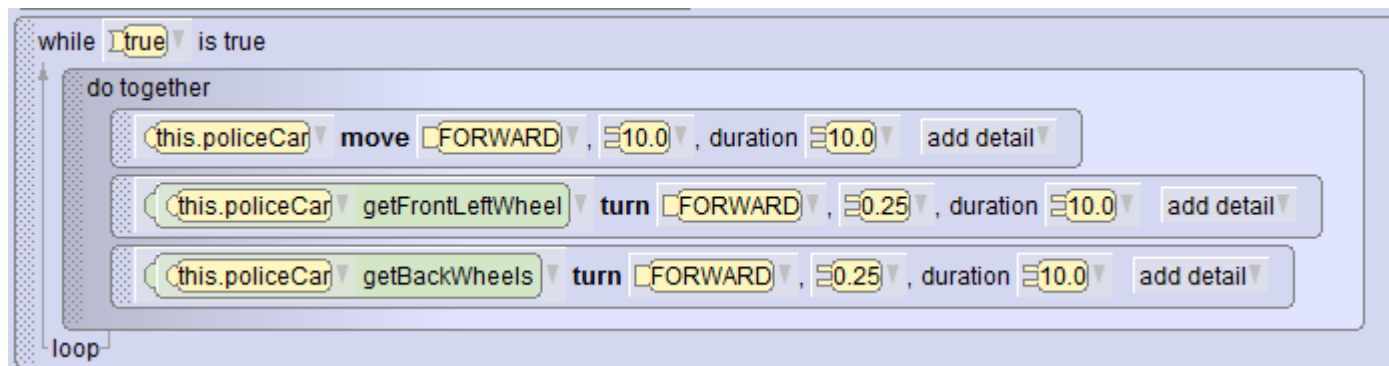 while true is true
do together
this.policeCar move FORWARD , 10.0 , duration 10.0 add detail
this.policeCar getFrontLeftWheel turn FORWARD , 0.25 , duration 10.0 add detail
this.policeCar getBackWheels turn FORWARD , 0.25 , duration 10.0 add detail
loop